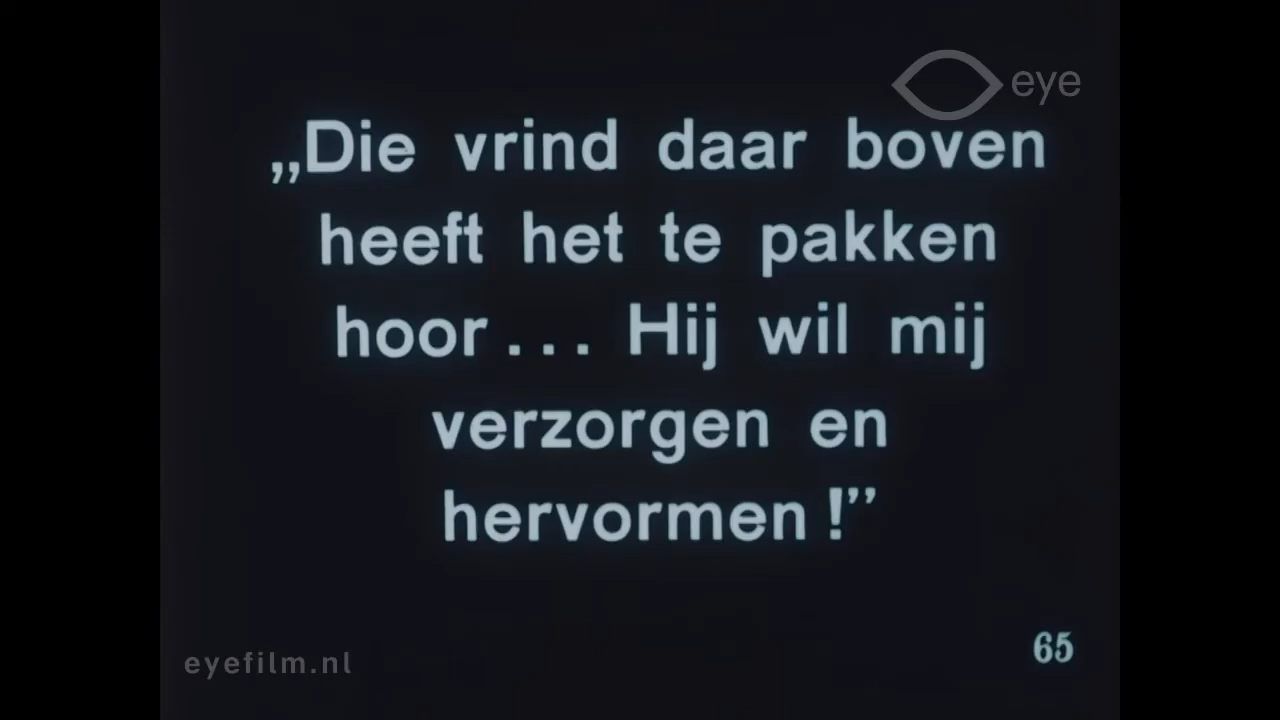 eye
„Die vrind daar boven
heeft het te pakken
hoor... Hij wil mij
verzorgen en
hervormen!”
65
eyefilm.nl